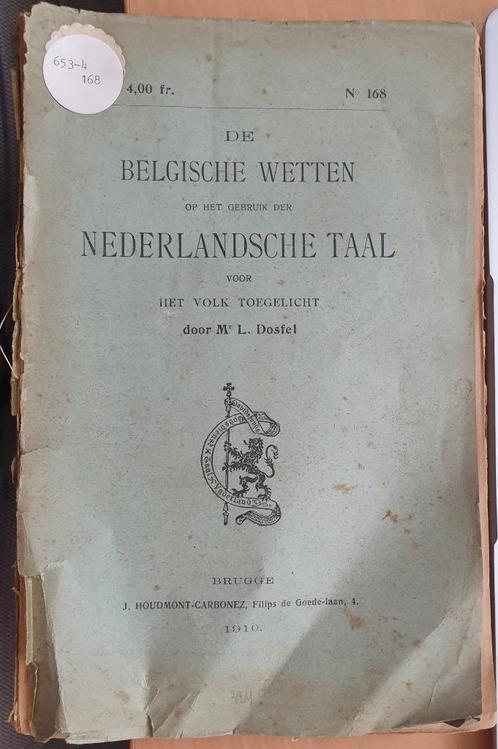 653-4
168
4,00 fr.
Nº 168
DE
BELGISCHE WETTEN
OP HET GEBRUIK DER
NEDERLANDSCHE TAAL
VOOR
HET VOLK TOEGELICHT
door Mr L. Dosfel
BRUGGE
J. HOUDMONT-CARBONEZ, Filips de Goede-laan, 4.
1910.